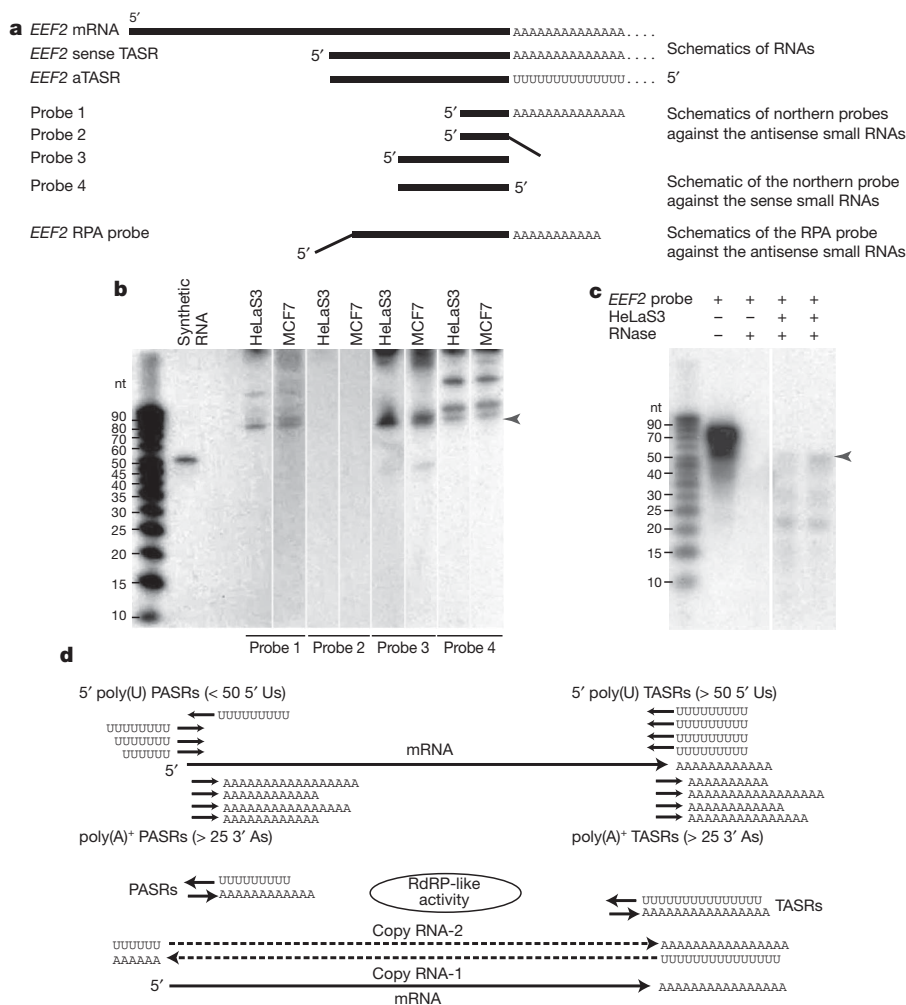 a
5′
EEF2 mRNA AAAAAAAAAAAAAA....
EEF2 sense TASR 5′ AAAAAAAAAAAAAA.... Schematics of RNAs
EEF2 aTASR UUUUUUUUUUUUUU.... 5′
Probe 1 5′ AAAAAAAAAAAAAA Schematics of northern probes
Probe 2 5′ against the antisense small RNAs
Probe 3 5′
Probe 4 5′ Schematic of the northern probe
against the sense small RNAs
EEF2 RPA probe AAAAAAAAAAA Schematics of the RPA probe
5′ against the antisense small RNAs
b
Synthetic RNA
HeLaS3 MCF7 HeLaS3 MCF7 HeLaS3 MCF7 HeLaS3 MCF7
nt
90
80
70
60
50
45
40
35
30
25
20
15
10
Probe 1 Probe 2 Probe 3 Probe 4
c
EEF2 probe + + + +
HeLaS3 – – + +
RNase – + + +
nt
90
70
50
40
30
25
20
15
10
d
5′ poly(U) PASRs (< 50 5′ Us) 5′ poly(U) TASRs (> 50 5′ Us)
UUUUUUUUU UUUUUUUUU
UUUUUUUU UUUUUUUUU
UUUUUUU UUUUUUUUU
UUUUUU mRNA UUUUUUUUU
5′ AAAAAAAAAAAA
AAAAAAAAAAAAAAAAA AAAAAAAAAA
AAAAAAAAAAAA AAAAAAAAAAAAAAAAA
AAAAAAAAAAAAAAAA AAAAAAAAAAAA
AAAAAAAAAAAA AAAAAAAAAAAAAAA
poly(A)+ PASRs (> 25 3′ As) poly(A)+ TASRs (> 25 3′ As)
PASRs UUUUUUUUU RdRP-like UUUUUUUUUUUUUUU TASRs
AAAAAAAAAAAA activity AAAAAAAAAAAAAAAA
Copy RNA-2
UUUUUU AAAAAAAAAAAAAAAA
AAAAAA UUUUUUUUUUUUUUU
Copy RNA-1
5′ AAAAAAAAAAAAAAAA
mRNA